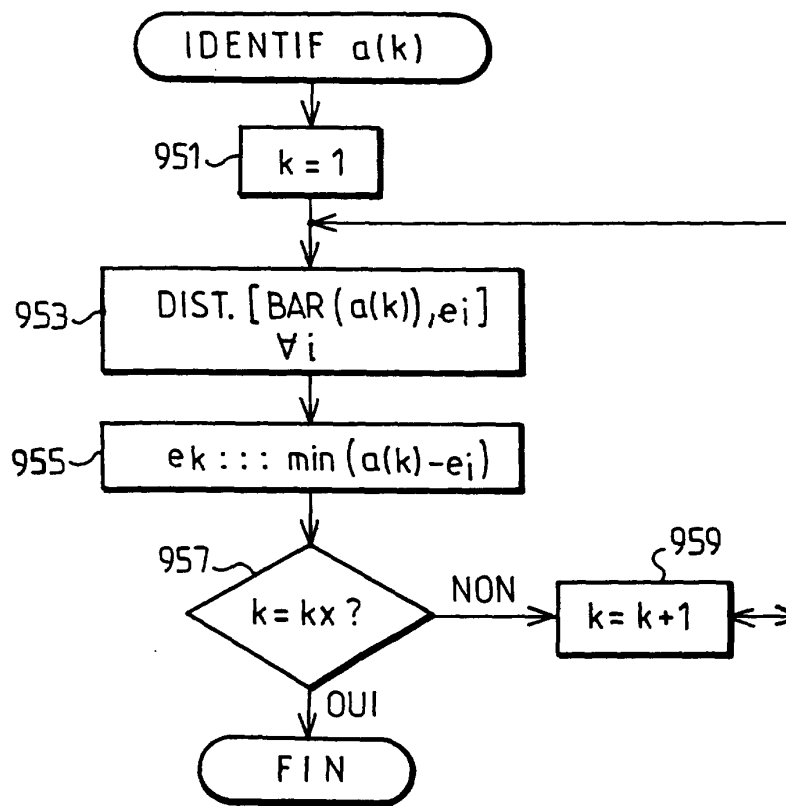 IDENTIF a(k)
951
k = 1
953
DIST. [BAR(a(k)),ei]
∀i
955
ek ::: min(a(k)-ei)
957
k = kx ?
NON
959
k = k+1
OUI
FIN